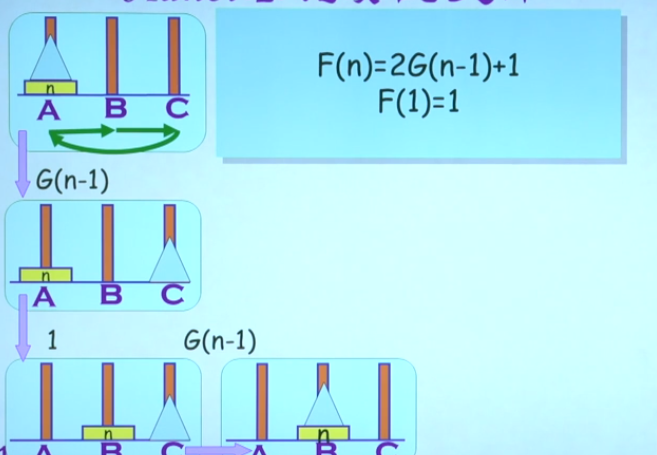 n
A B C
F(n)=2G(n-1)+1
F(1)=1
G(n-1)
n
A B C
1
G(n-1)
n
A B C
n
A B C